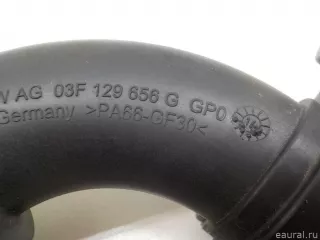 W AG 03F 129 656 G GP0
Germany >PA66-GF30<
eaural.ru